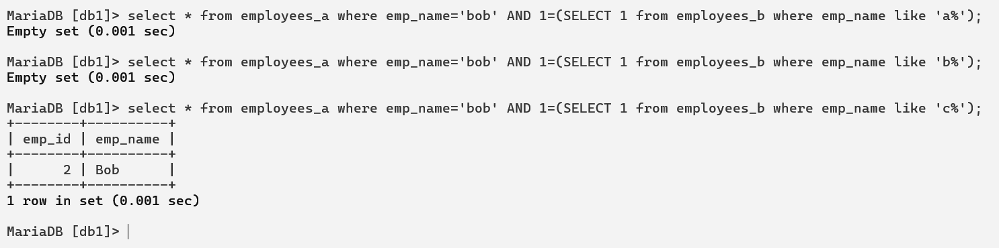 MariaDB [db1]> select * from employees_a where emp_name='bob' AND 1=(SELECT 1 from employees_b where emp_name like 'a%');
Empty set (0.001 sec)
MariaDB [db1]> select * from employees_a where emp_name='bob' AND 1=(SELECT 1 from employees_b where emp_name like 'b%');
Empty set (0.001 sec)
MariaDB [db1]> select * from employees_a where emp_name='bob' AND 1=(SELECT 1 from employees_b where emp_name like 'c%');
+--------+----------+
| emp_id | emp_name |
+--------+----------+
|      2 | Bob      |
+--------+----------+
1 row in set (0.001 sec)
MariaDB [db1]>